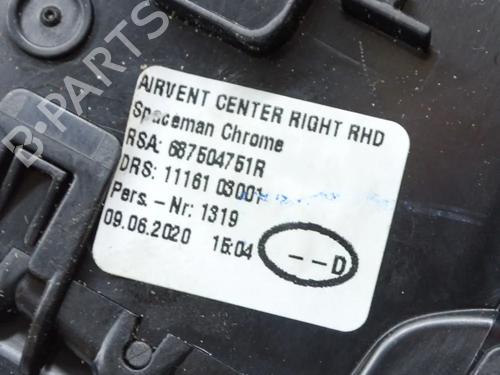 B-PARTS
AIRVENT CENTER RIGHT RHD
Spaceman Chrome
RSA: 687504751R
DRS: 11161 03001
Pers. - Nr: 1319
09.06.2020 15:04 --D